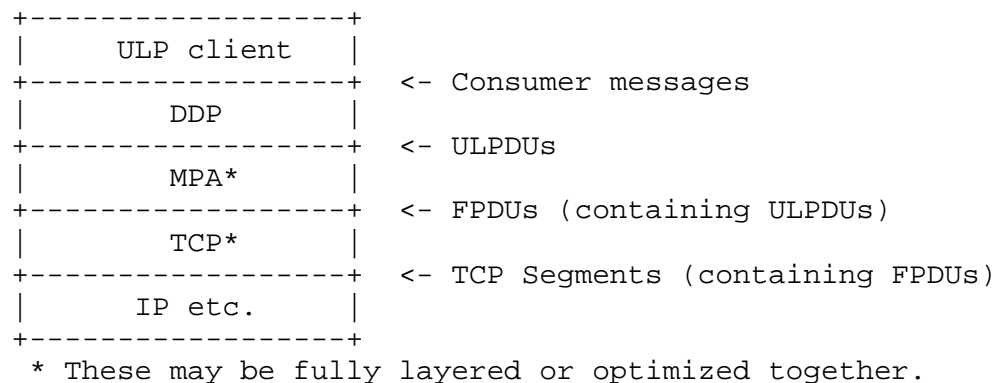 +------------------+
|     ULP client   |
+------------------+  <- Consumer messages
|        DDP       |
+------------------+  <- ULPDUs
|        MPA*      |
+------------------+  <- FPDUs (containing ULPDUs)
|        TCP*      |
+------------------+  <- TCP Segments (containing FPDUs)
|      IP etc.     |
+------------------+
 * These may be fully layered or optimized together.